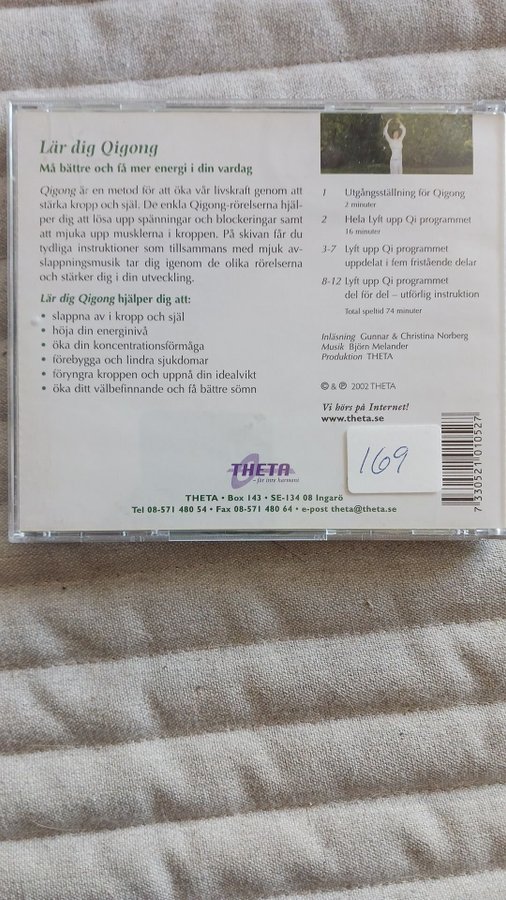 Lär dig Qigong
Må bättre och få mer energi i din vardag
Qigong är en metod för att öka vår livskraft genom att
stärka kropp och själ. De enkla Qigong-rörelserna hjäl-
per dig att lösa upp spänningar och blockeringar samt
att mjuka upp musklerna i kroppen. På skivan får du
tydliga instruktioner som tillsammans med mjuk av-
slappningsmusik tar dig igenom de olika rörelserna
och stärker dig i din utveckling.
Lär dig Qigong hjälper dig att:
• slappna av i kropp och själ
• höja din energinivå
• öka din koncentrationsförmåga
• förebygga och lindra sjukdomar
• föryngra kroppen och uppnå din idealvikt
• öka ditt välbefinnande och få bättre sömn
1 Utgångsställning för Qigong
2 minuter
2 Hela Lyft upp Qi programmet
16 minuter
3-7 Lyft upp Qi programmet
uppdelat i fem fristående delar
8-12 Lyft upp Qi programmet
del för del – utförlig instruktion
Total speltid 74 minuter
Inläsning Gunnar & Christina Norberg
Musik Björn Melander
Produktion THETA
© & ℗ 2002 THETA
Vi hörs på Internet!
www.theta.se
169
7 330521 010527
THETA
– för inre harmoni
THETA • Box 143 • SE-134 08 Ingarö
Tel 08-571 480 54 • Fax 08-571 480 64 • e-post theta@theta.se